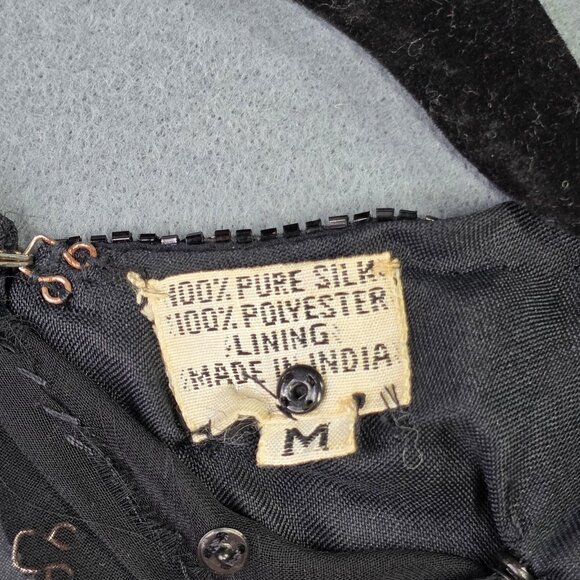 100% PURE SILK
100% POLYESTER
LINING
MADE IN INDIA
M